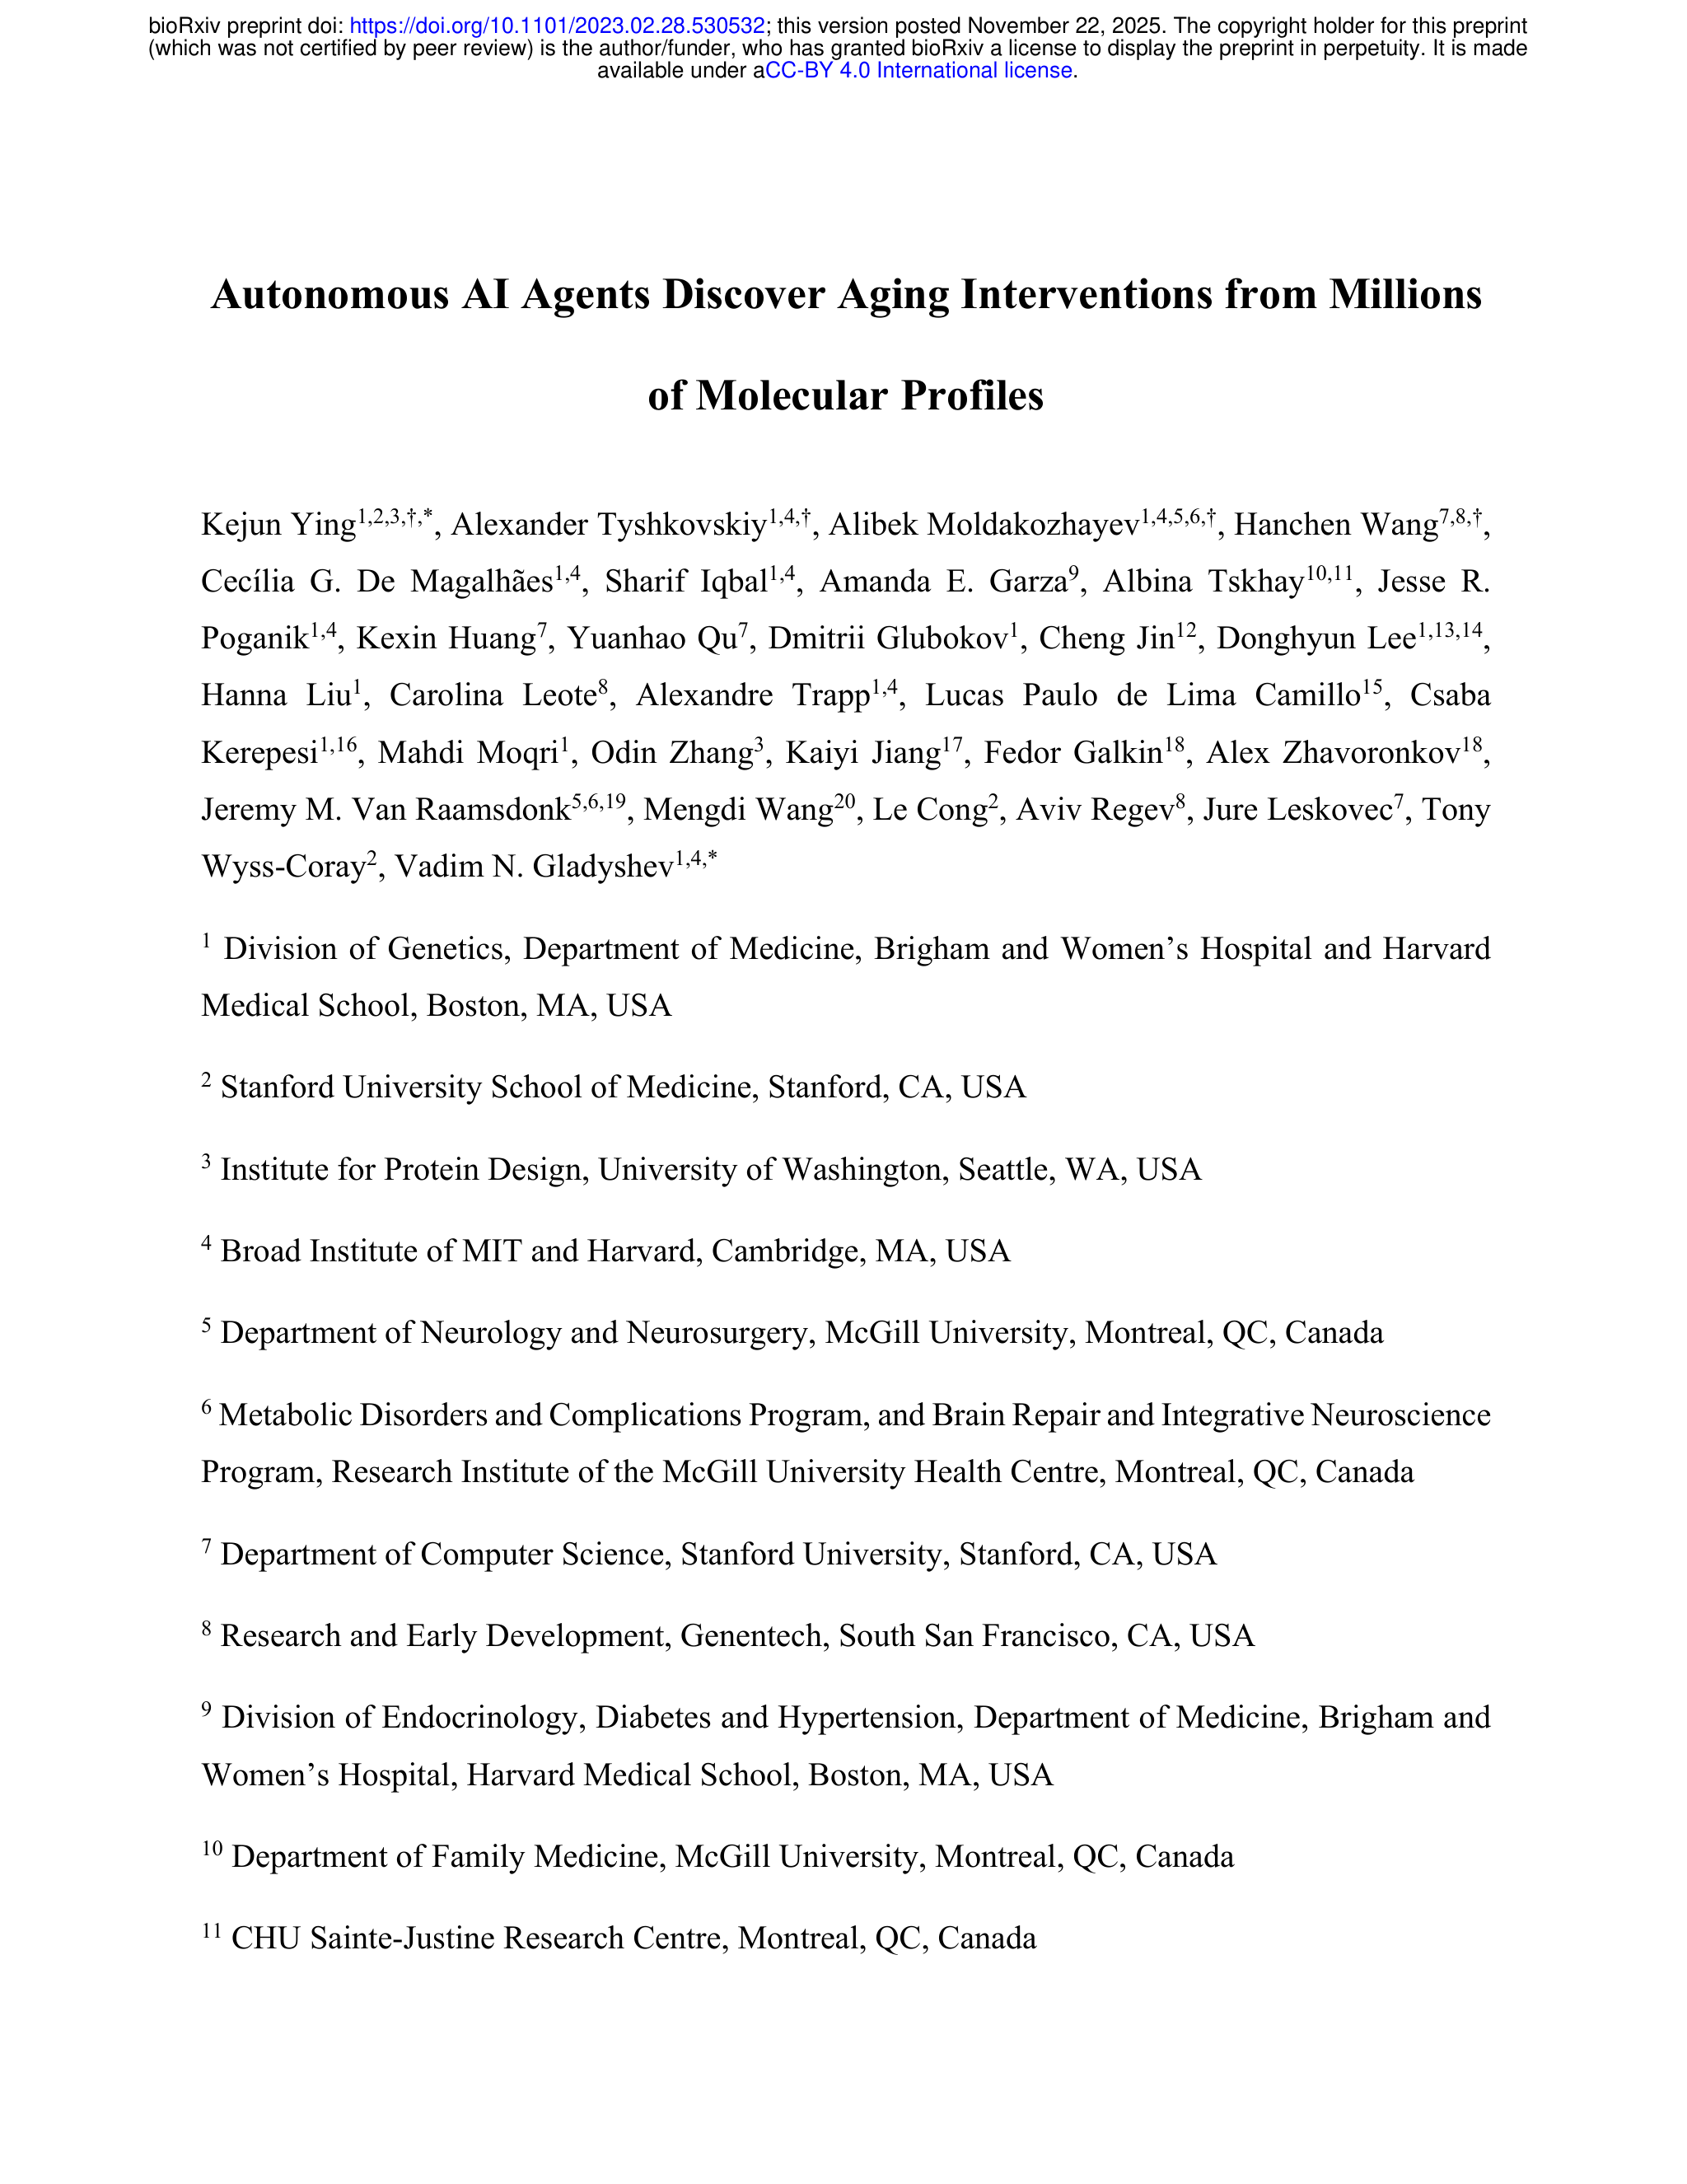 bioRxiv preprint doi: https://doi.org/10.1101/2023.02.28.530532; this version posted November 22, 2025. The copyright holder for this preprint
(which was not certified by peer review) is the author/funder, who has granted bioRxiv a license to display the preprint in perpetuity. It is made
available under aCC-BY 4.0 International license.
Autonomous AI Agents Discover Aging Interventions from Millions
of Molecular Profiles
Kejun Ying1,2,3,†,*, Alexander Tyshkovskiy1,4,†, Alibek Moldakozhayev1,4,5,6,†, Hanchen Wang7,8,†,
Cecília G. De Magalhães1,4, Sharif Iqbal1,4, Amanda E. Garza9, Albina Tskhay10,11, Jesse R.
Poganik1,4, Kexin Huang7, Yuanhao Qu7, Dmitrii Glubokov1, Cheng Jin12, Donghyun Lee1,13,14,
Hanna Liu1, Carolina Leote8, Alexandre Trapp1,4, Lucas Paulo de Lima Camillo15, Csaba
Kerepesi1,16, Mahdi Moqri1, Odin Zhang3, Kaiyi Jiang17, Fedor Galkin18, Alex Zhavoronkov18,
Jeremy M. Van Raamsdonk5,6,19, Mengdi Wang20, Le Cong2, Aviv Regev8, Jure Leskovec7, Tony
Wyss-Coray2, Vadim N. Gladyshev1,4,*
1 Division of Genetics, Department of Medicine, Brigham and Women’s Hospital and Harvard
Medical School, Boston, MA, USA
2 Stanford University School of Medicine, Stanford, CA, USA
3 Institute for Protein Design, University of Washington, Seattle, WA, USA
4 Broad Institute of MIT and Harvard, Cambridge, MA, USA
5 Department of Neurology and Neurosurgery, McGill University, Montreal, QC, Canada
6 Metabolic Disorders and Complications Program, and Brain Repair and Integrative Neuroscience
Program, Research Institute of the McGill University Health Centre, Montreal, QC, Canada
7 Department of Computer Science, Stanford University, Stanford, CA, USA
8 Research and Early Development, Genentech, South San Francisco, CA, USA
9 Division of Endocrinology, Diabetes and Hypertension, Department of Medicine, Brigham and
Women’s Hospital, Harvard Medical School, Boston, MA, USA
10 Department of Family Medicine, McGill University, Montreal, QC, Canada
11 CHU Sainte-Justine Research Centre, Montreal, QC, Canada